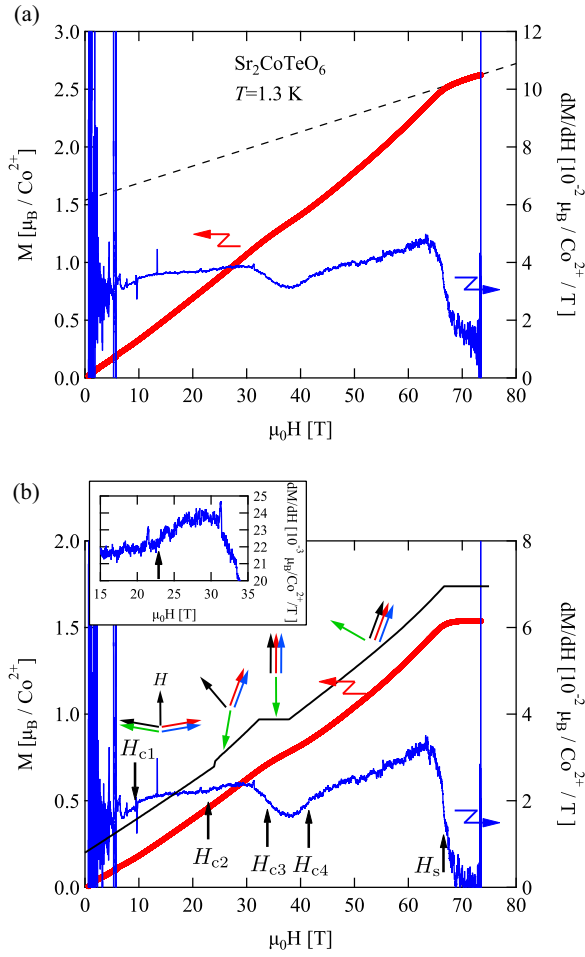 (a)
3.0
2.5
2.0
1.5
1.0
0.5
0.0
M [μB / Co2+]
Sr2CoTeO6
T=1.3 K
12
10
8
6
4
2
0
dM/dH [10-2 μB/Co2+/T]
0 10 20 30 40 50 60 70 80
μ0H [T]
(b)
25
24
23
22
21
20
dM/dH [10-3 μB/Co2+/T]
15 20 25 30 35
μ0H [T]
2.0
1.5
1.0
0.5
0.0
M [μB / Co2+]
H
Hc1
Hc2
Hc3
Hc4
Hs
8
6
4
2
0
dM/dH [10-2 μB / Co2+ / T]
0 10 20 30 40 50 60 70 80
μ0H [T]